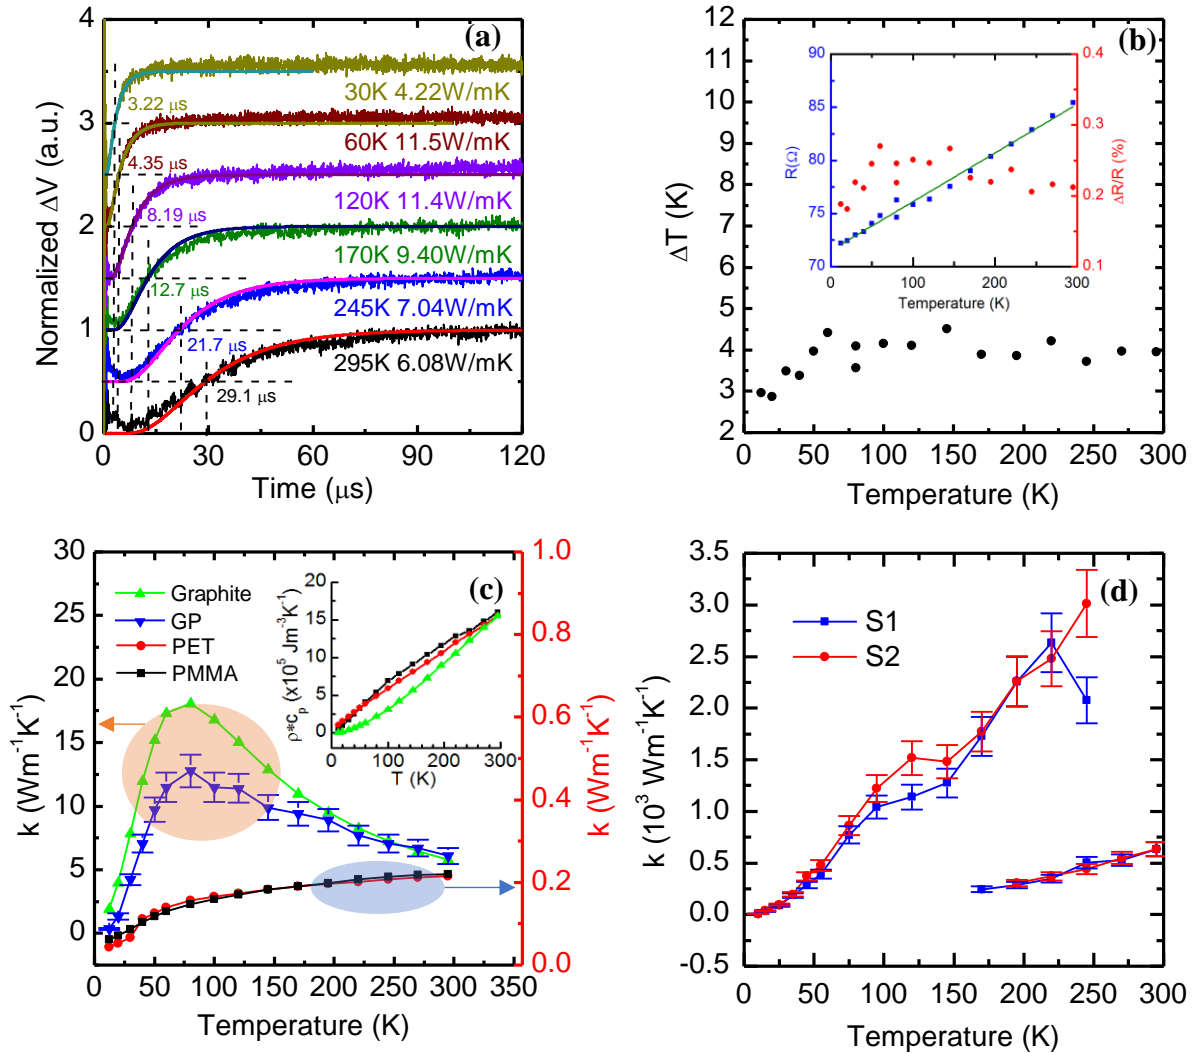 (a)
4
3
2
1
0
Normalized ΔV (a.u.)
30K 4.22W/mK
3.22 μs
60K 11.5W/mK
4.35 μs
120K 11.4W/mK
8.19 μs
170K 9.40W/mK
12.7 μs
245K 7.04W/mK
21.7 μs
295K 6.08W/mK
29.1 μs
0 30 60 90 120
Time (μs)
(b)
12
11
10
9
8
7
6
5
4
3
2
ΔT (K)
90
85
80
75
70
R(Ω)
0.4
0.3
0.2
0.1
ΔR/R (%)
0 100 200 300
Temperature (K)
0 50 100 150 200 250 300
Temperature (K)
(c)
30
25
20
15
10
5
0
k (Wm⁻¹K⁻¹)
Graphite
GP
PET
PMMA
20
15
10
5
0
ρ*cₚ (x10⁵ Jm⁻³K⁻¹)
0 100 200 300
T (K)
1.0
0.8
0.6
0.4
0.2
0.0
k (Wm⁻¹K⁻¹)
0 50 100 150 200 250 300
Temperature (K)
(d)
3.5
3.0
2.5
2.0
1.5
1.0
0.5
0.0
-0.5
k (10³ Wm⁻¹K⁻¹)
S1
S2
0 50 100 150 200 250 300
Temperature (K)